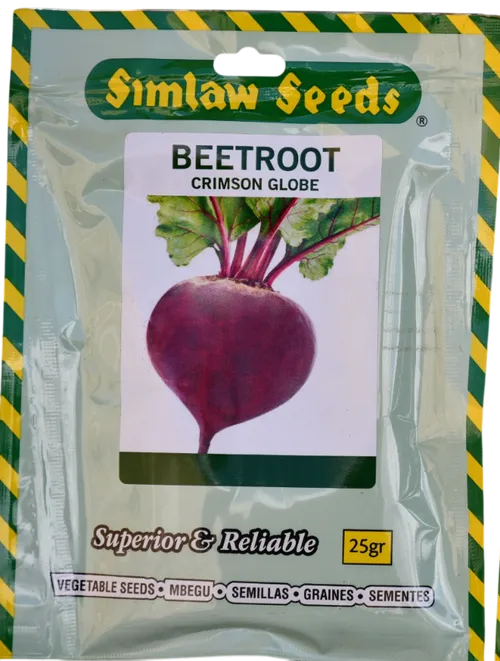 Simlaw Seeds
®
BEETROOT
CRIMSON GLOBE
Superior & Reliable
25gr
VEGETABLE SEEDS • MBEGU • SEMILLAS • GRAINES • SEMENTES